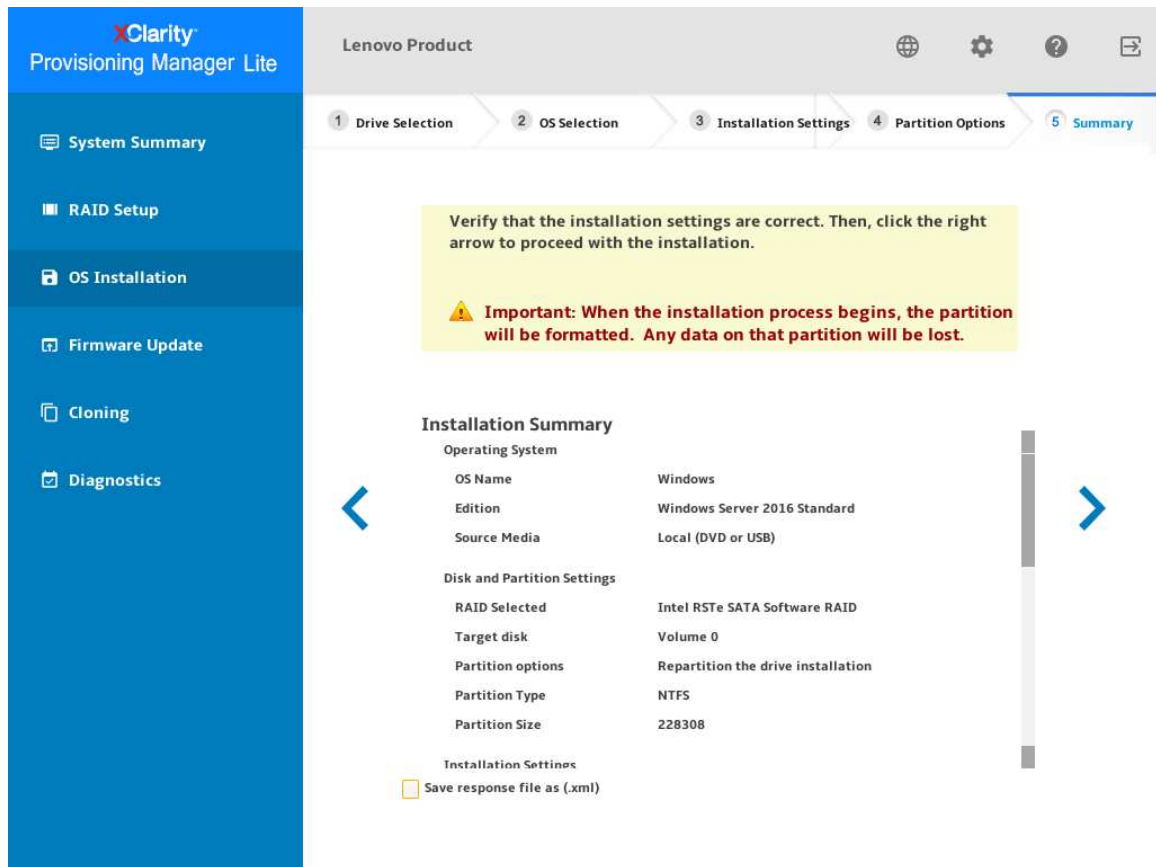 XClarity
Provisioning Manager Lite
Lenovo Product
System Summary
RAID Setup
OS Installation
Firmware Update
Cloning
Diagnostics
1 Drive Selection
2 OS Selection
3 Installation Settings
4 Partition Options
5 Summary
Verify that the installation settings are correct. Then, click the right
arrow to proceed with the installation.
Important: When the installation process begins, the partition
will be formatted. Any data on that partition will be lost.
Installation Summary
Operating System
OS Name Windows
Edition Windows Server 2016 Standard
Source Media Local (DVD or USB)
Disk and Partition Settings
RAID Selected Intel RSTe SATA Software RAID
Target disk Volume 0
Partition options Repartition the drive installation
Partition Type NTFS
Partition Size 228308
Installation Settings
Save response file as (.xml)